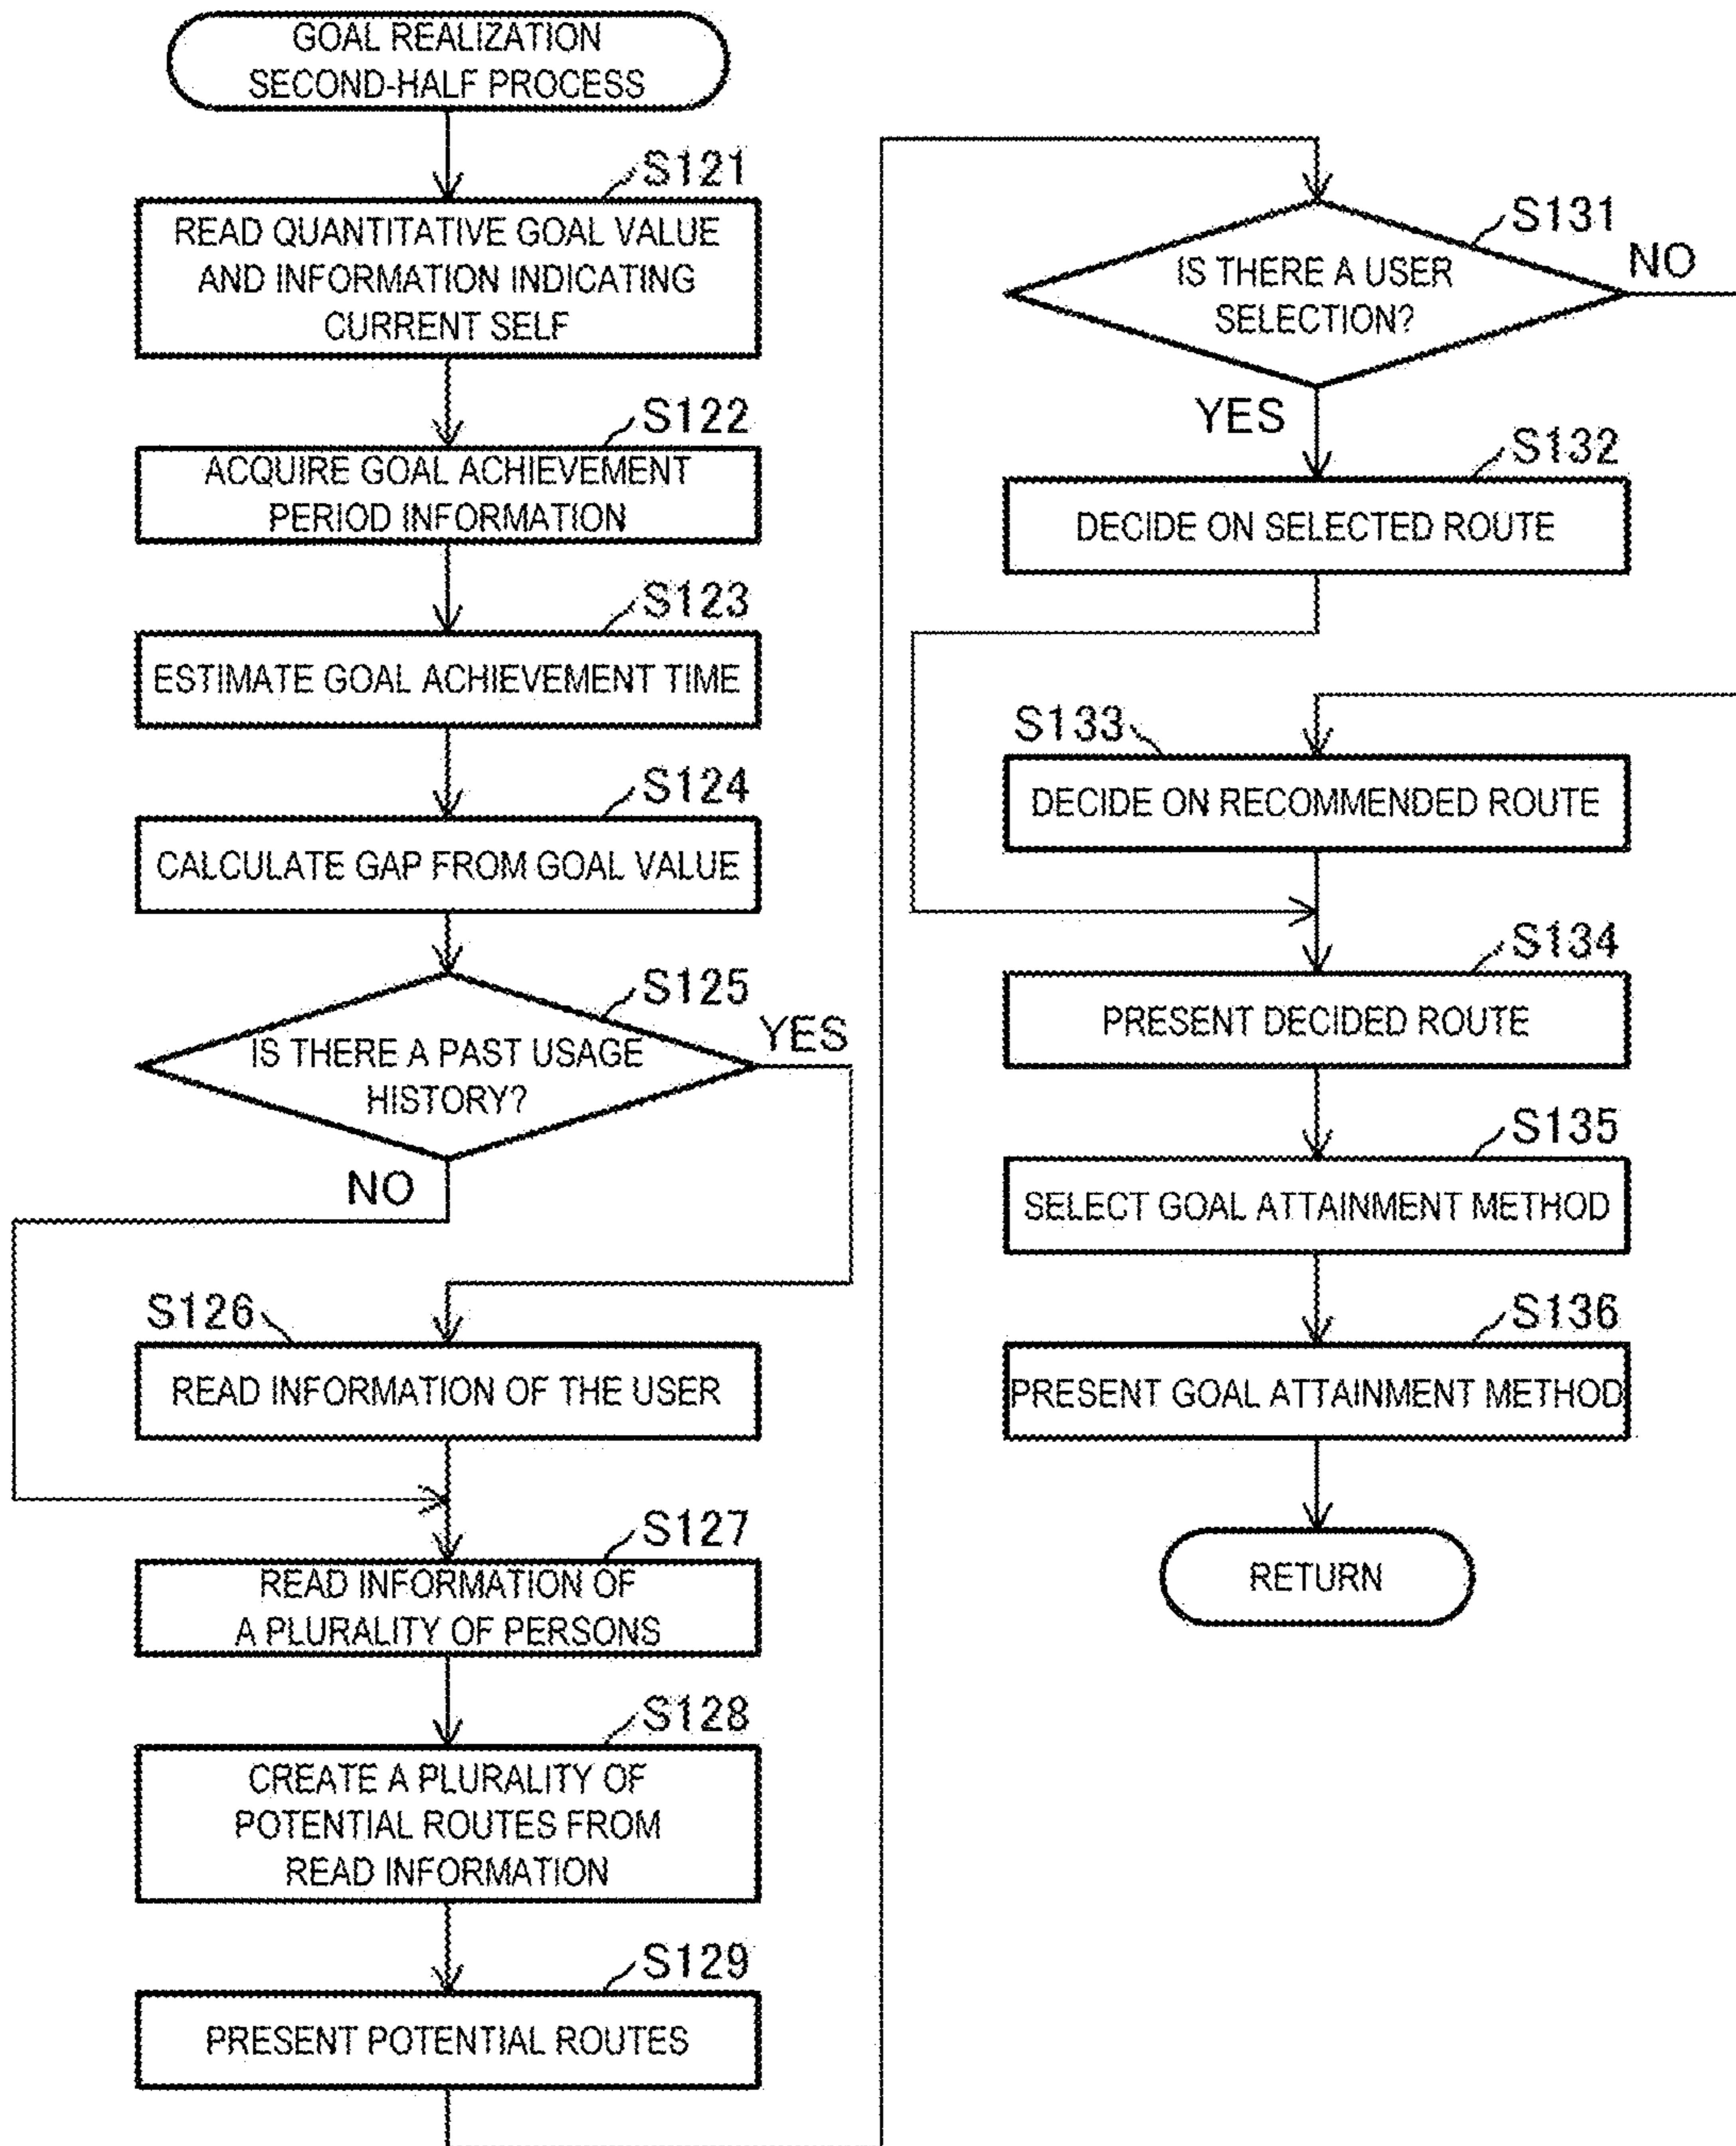 GOAL REALIZATION
SECOND-HALF PROCESS
S121
READ QUANTITATIVE GOAL VALUE
AND INFORMATION INDICATING
CURRENT SELF
S122
ACQUIRE GOAL ACHIEVEMENT
PERIOD INFORMATION
S123
ESTIMATE GOAL ACHIEVEMENT TIME
S124
CALCULATE GAP FROM GOAL VALUE
S125
IS THERE A PAST USAGE
HISTORY?
YES
NO
S126
READ INFORMATION OF THE USER
S127
READ INFORMATION OF
A PLURALITY OF PERSONS
S128
CREATE A PLURALITY OF
POTENTIAL ROUTES FROM
READ INFORMATION
S129
PRESENT POTENTIAL ROUTES
S131
IS THERE A USER
SELECTION?
NO
YES
S132
DECIDE ON SELECTED ROUTE
S133
DECIDE ON RECOMMENDED ROUTE
S134
PRESENT DECIDED ROUTE
S135
SELECT GOAL ATTAINMENT METHOD
S136
PRESENT GOAL ATTAINMENT METHOD
RETURN